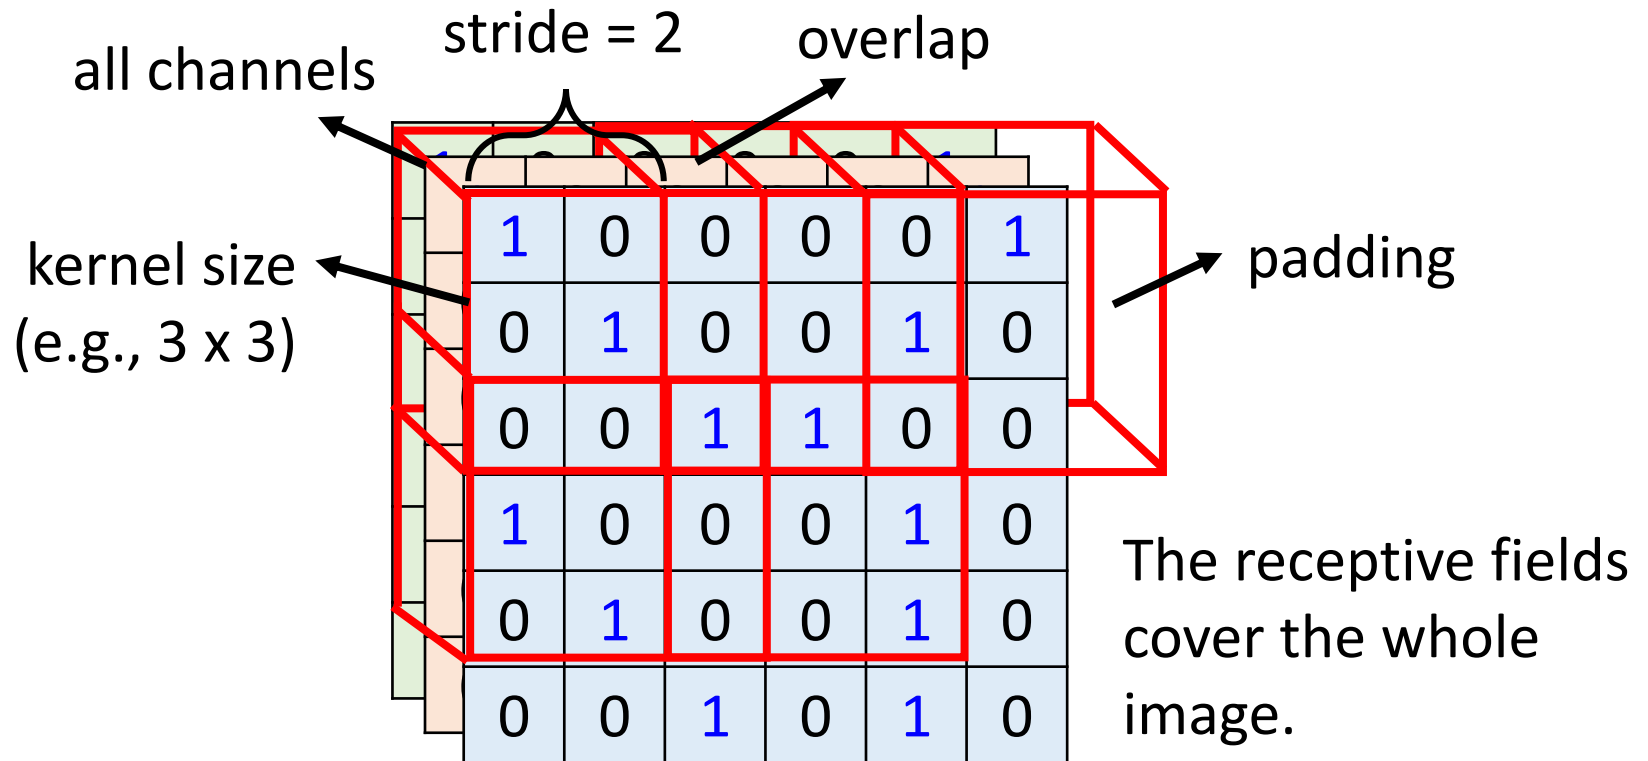 stride = 2
overlap
all channels
kernel size
(e.g., 3 x 3)
padding
1 0 0 0 0 1
0 1 0 0 1 0
0 0 1 1 0 0
1 0 0 0 1 0
0 1 0 0 1 0
0 0 1 0 1 0
The receptive fields
cover the whole
image.